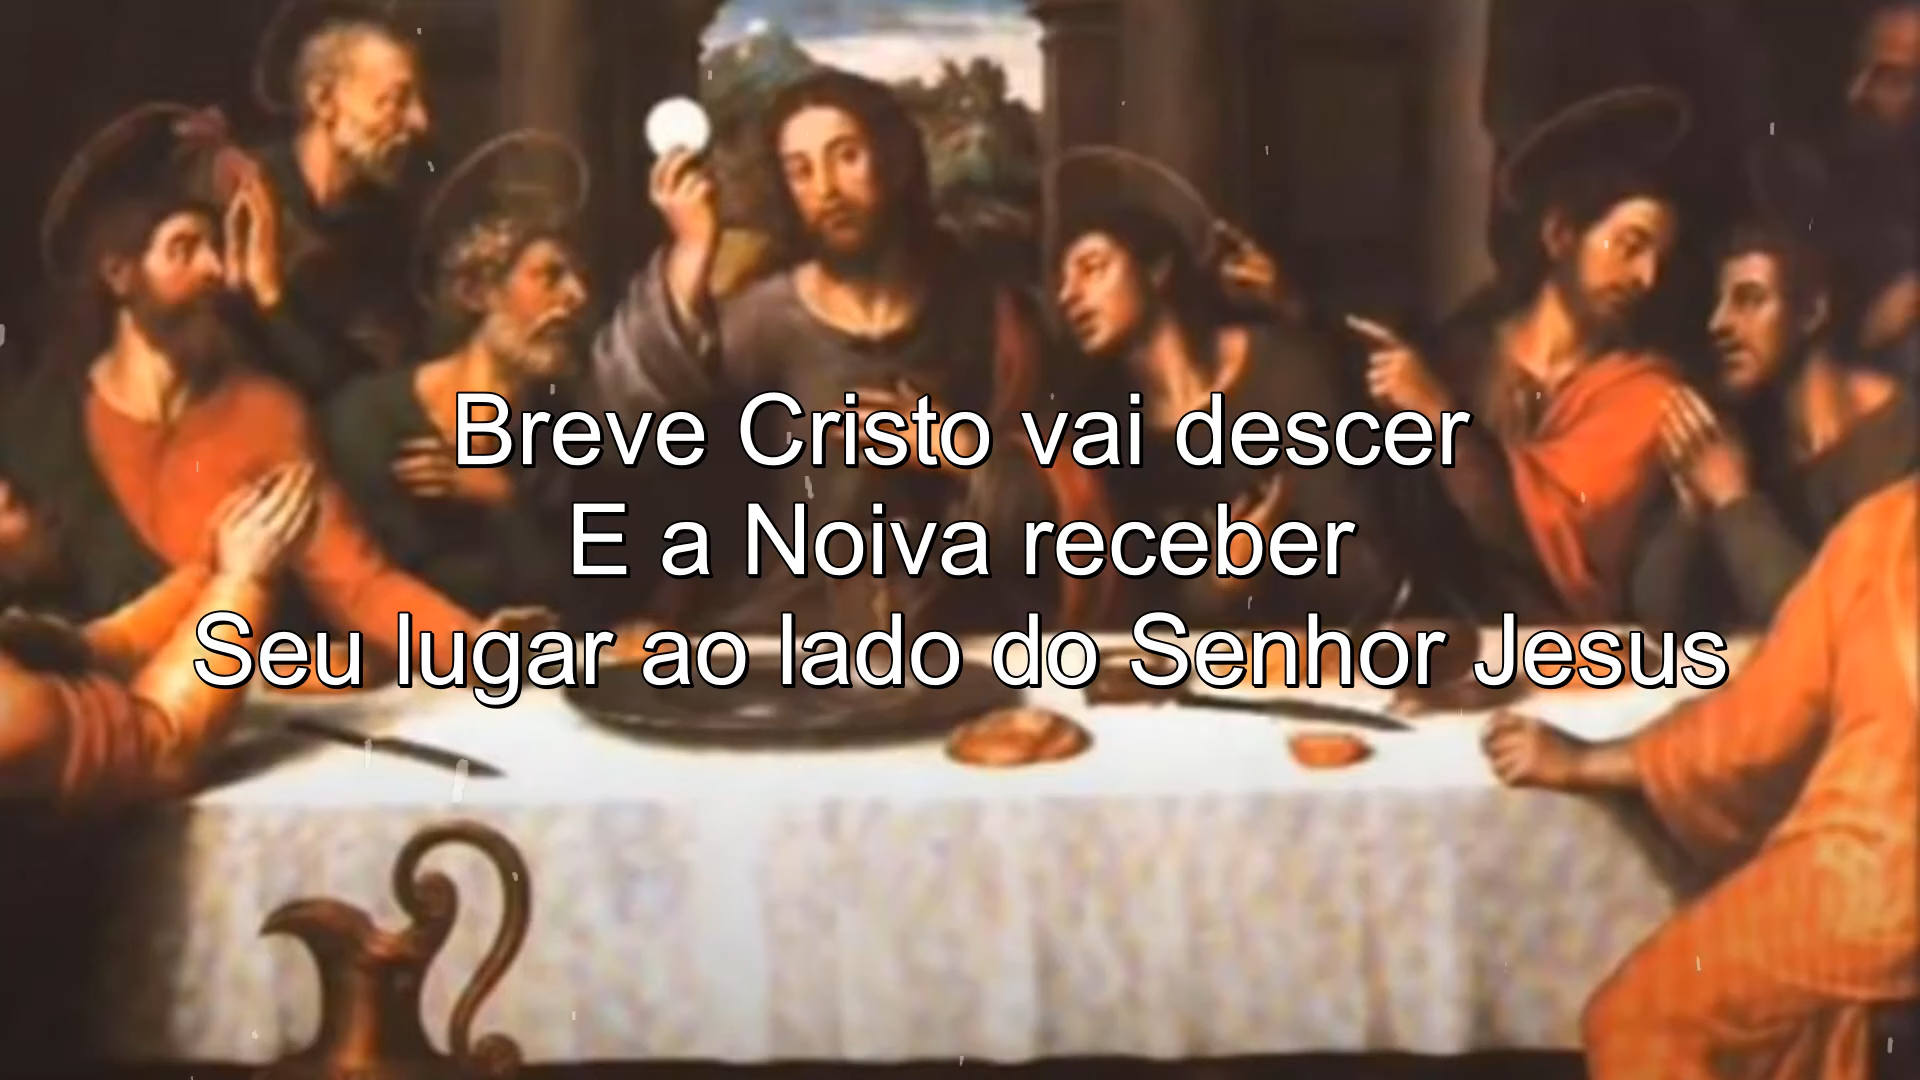 Breve Cristo vai descer
E a Noiva receber
Seu lugar ao lado do Senhor Jesus